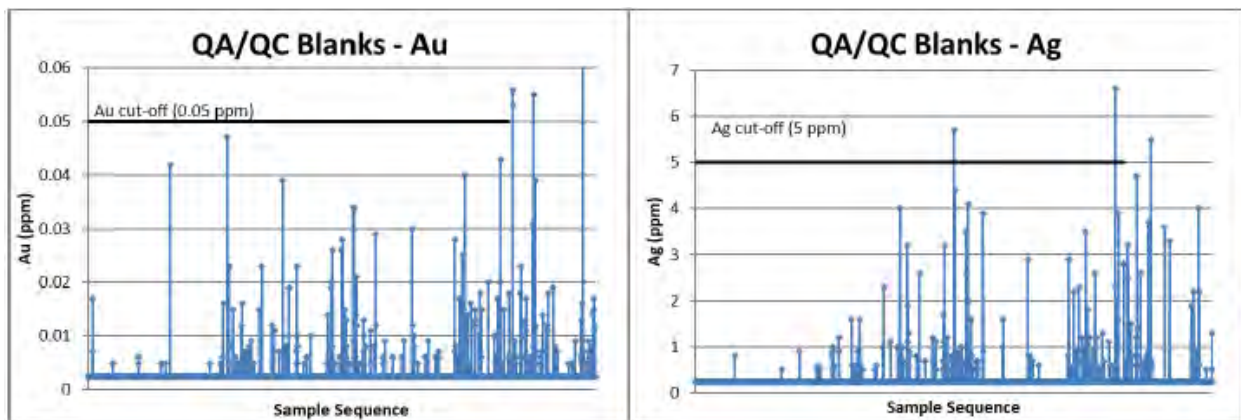 QA/QC Blanks - Au
0.06
0.05
0.04
0.03
0.02
0.01
0
Au (ppm)
Au cut-off (0.05 ppm)
Sample Sequence
QA/QC Blanks - Ag
7
6
5
4
3
2
1
0
Ag (ppm)
Ag cut-off (5 ppm)
Sample Sequence